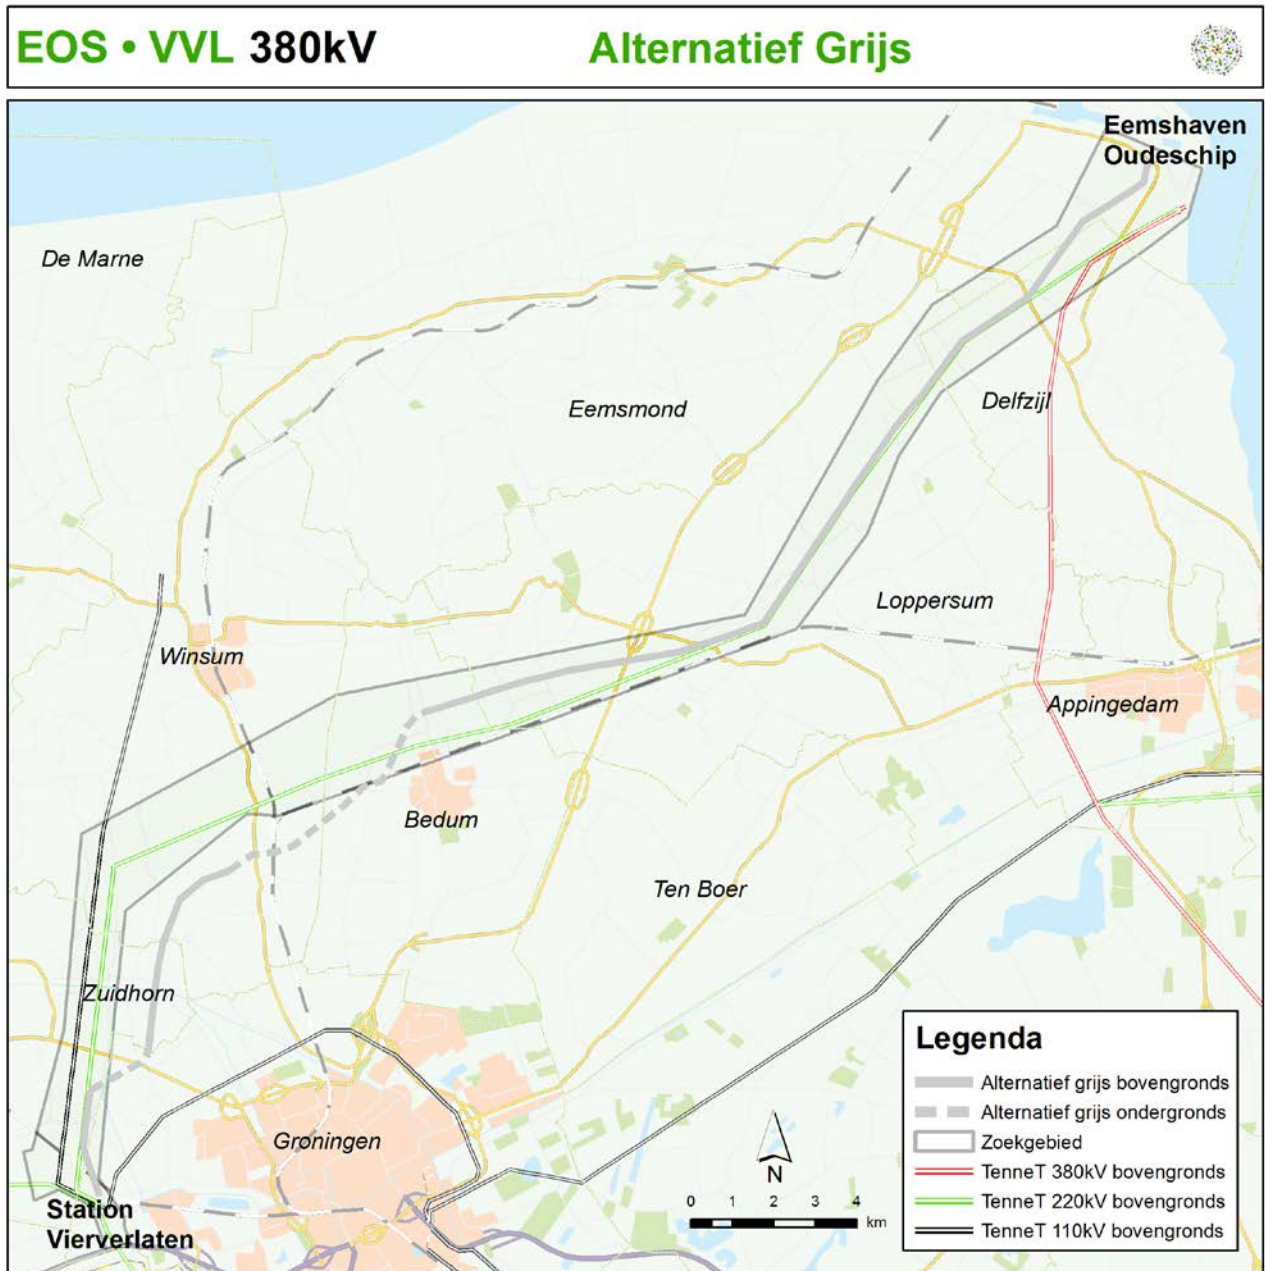 EOS • VVL 380kV
Alternatief Grijs
Eemshaven
Oudeschip
De Marne
Eemsmond
Delfzijl
Loppersum
Winsum
Appingedam
Bedum
Ten Boer
Zuidhorn
Groningen
Station
Vierverlaten
N
0 1 2 3 4
km
Legenda
Alternatief grijs bovengronds
Alternatief grijs ondergronds
Zoekgebied
TenneT 380kV bovengronds
TenneT 220kV bovengronds
TenneT 110kV bovengronds